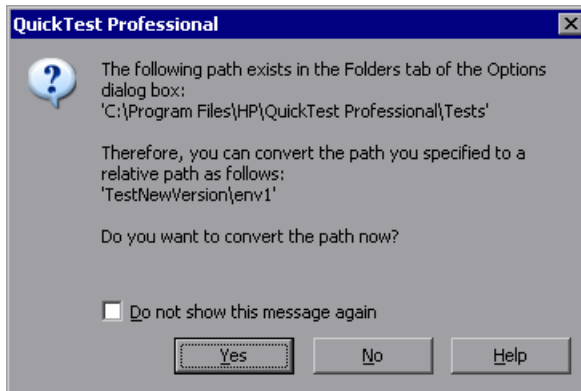 QuickTest Professional
The following path exists in the Folders tab of the Options
dialog box:
'C:\Program Files\HP\QuickTest Professional\Tests'
Therefore, you can convert the path you specified to a
relative path as follows:
'TestNewVersion\env1'
Do you want to convert the path now?
Do not show this message again
Yes
No
Help